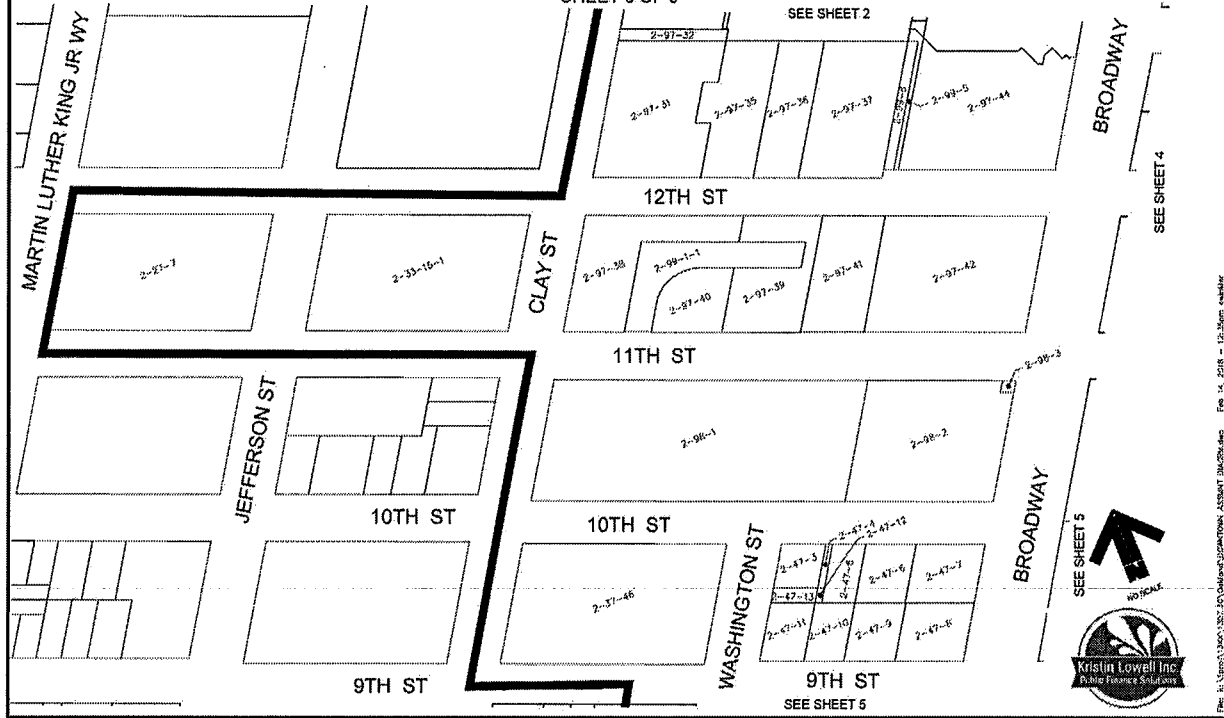 SEE SHEET 2
MARTIN LUTHER KING JR WY
2-97-32
2-97-31
2-97-35
2-97-36
2-97-37
2-99-5
2-97-44
BROADWAY
SEE SHEET 4
12TH ST
2-27-7
2-33-15-1
CLAY ST
2-97-38
2-99-1-1
2-97-40
2-97-39
2-97-41
2-97-42
11TH ST
2-98-3
JEFFERSON ST
2-98-1
2-98-2
10TH ST
10TH ST
WASHINGTON ST
2-47-4
2-47-12
2-47-3
2-47-5
2-47-6
2-47-7
2-47-13
2-47-11
2-47-10
2-47-9
2-47-8
2-37-46
BROADWAY
SEE SHEET 5
NO SCALE
9TH ST
9TH ST
SEE SHEET 5
Kristin Lowell Inc
Public Finance Solutions